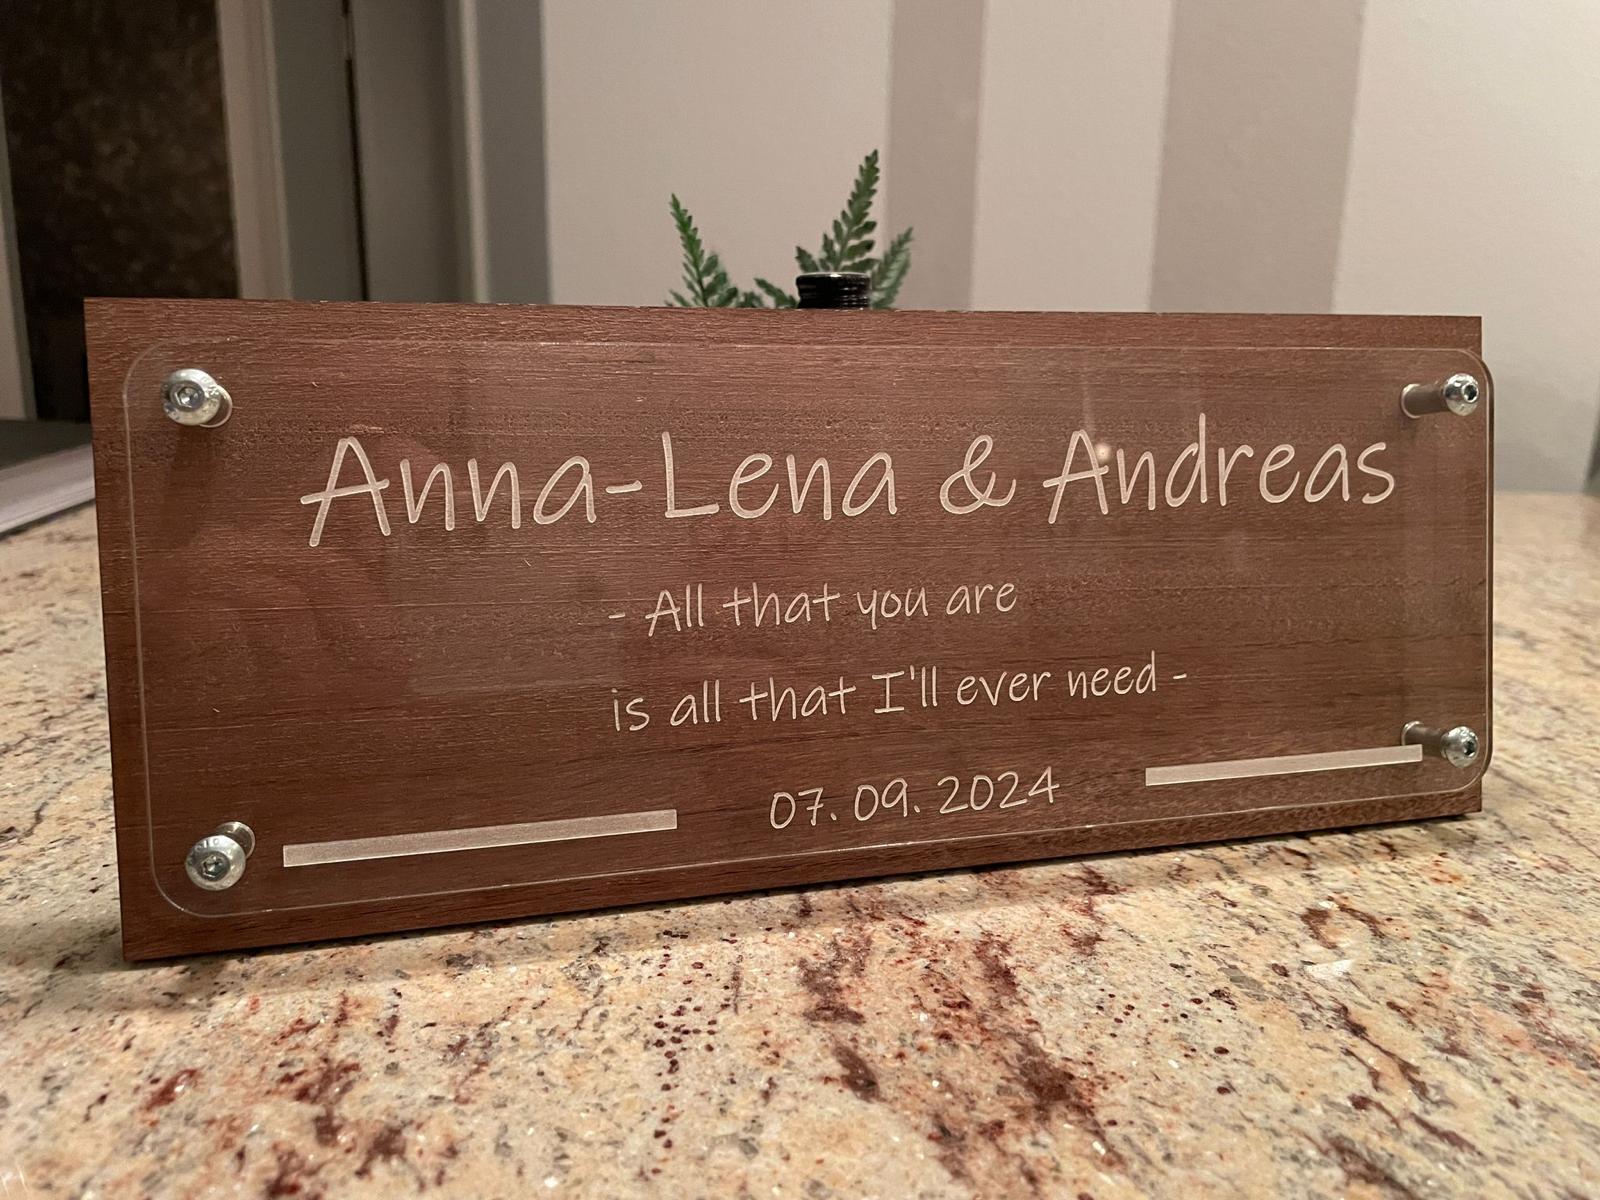 Anna-Lena & Andreas
- All that you are
is all that I'll ever need -
07.09.2024